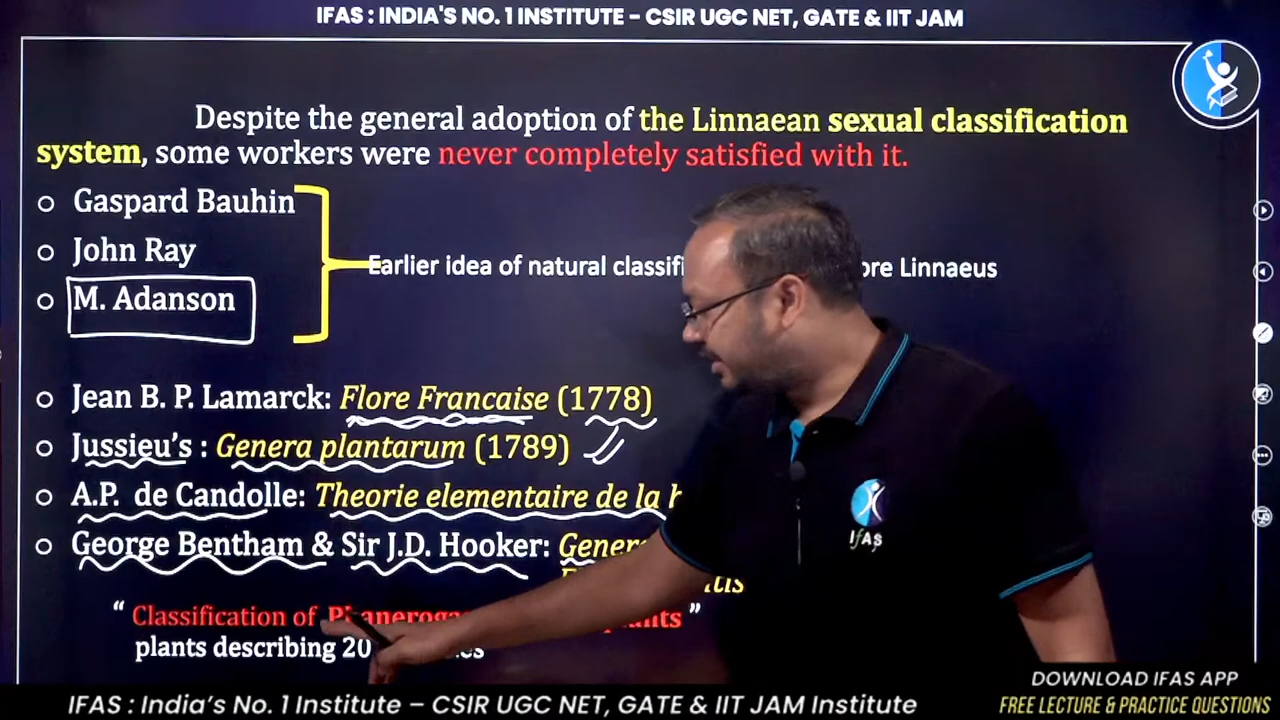 IFAS : INDIA'S NO. 1 INSTITUTE – CSIR UGC NET, GATE & IIT JAM
Despite the general adoption of the Linnaean sexual classification
system, some workers were never completely satisfied with it.
Gaspard Bauhin
John Ray
M. Adanson
Earlier idea of natural Linnaeus
Jean B. P. Lamarck: Flore Francaise (1778)
Jussieu's : Genera plantarum (1789)
A.P. de Candolle: Theorie elementaire de la
George Bentham & Sir J.D. Hooker:
" Classification of "
plants describing 20
IfAS
DOWNLOAD IFAS APP
FREE LECTURE & PRACTICE QUESTIONS
IFAS : India's No. 1 Institute – CSIR UGC NET, GATE & IIT JAM Institute